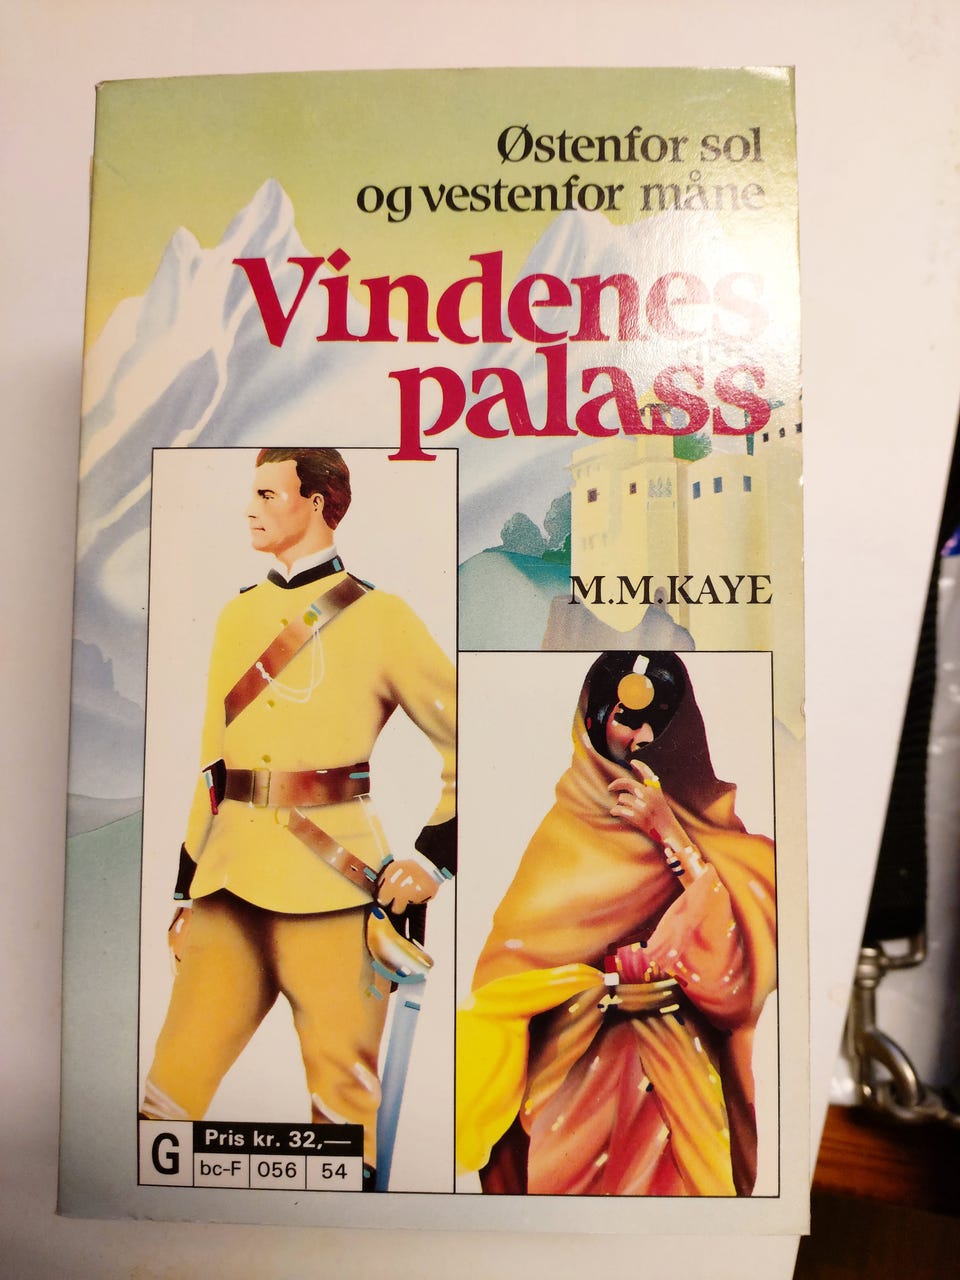 Østenfor sol
og vestenfor måne
Vindenes
palass
M.M.KAYE
G
Pris kr. 32,—
bc-F 056 54